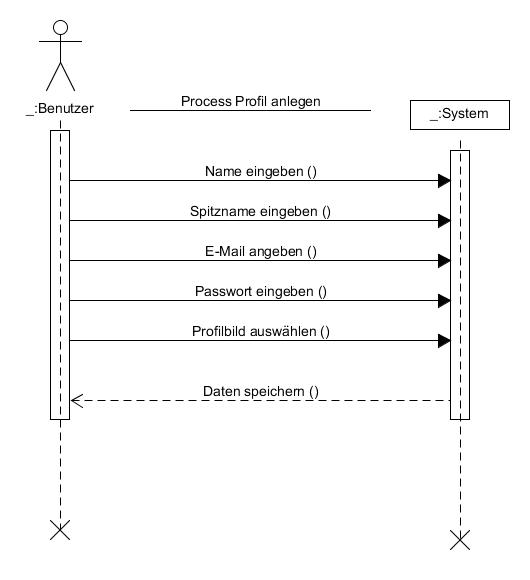 _:Benutzer
Process Profil anlegen
_:System
Name eingeben ()
Spitzname eingeben ()
E-Mail angeben ()
Passwort eingeben ()
Profilbild auswählen ()
Daten speichern ()